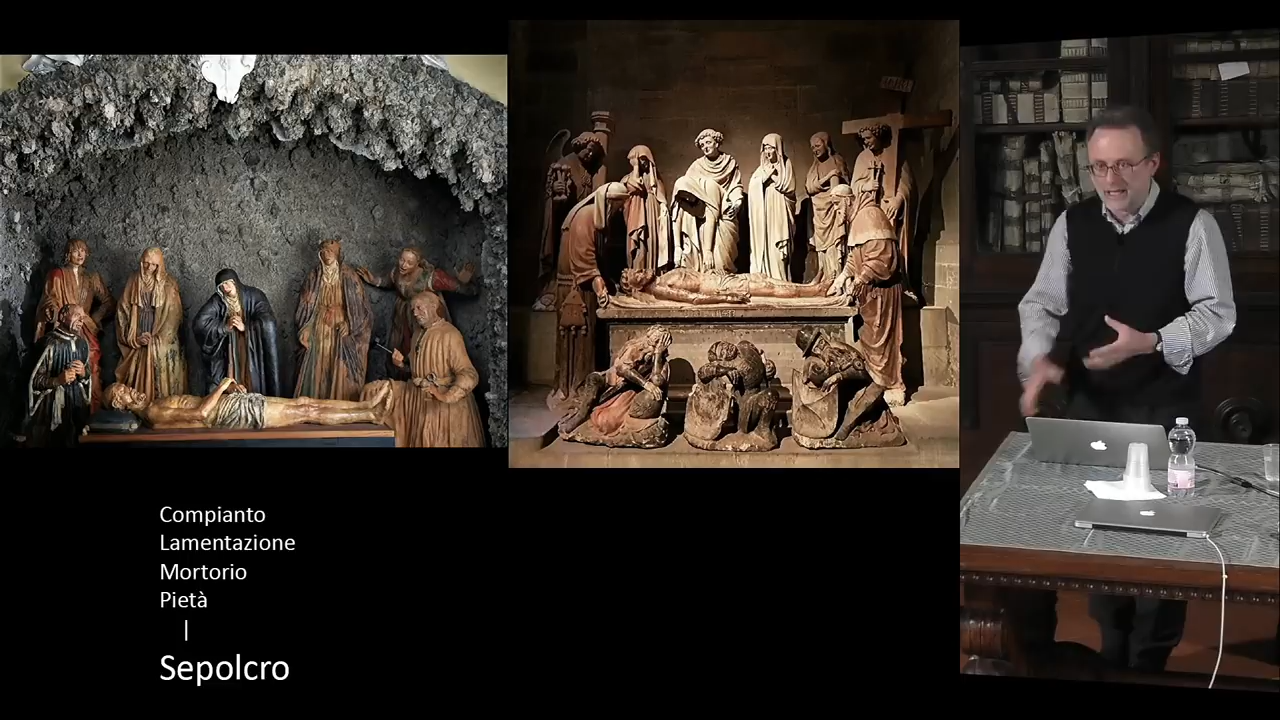 Compianto
Lamentazione
Mortorio
Pietà
|
Sepolcro